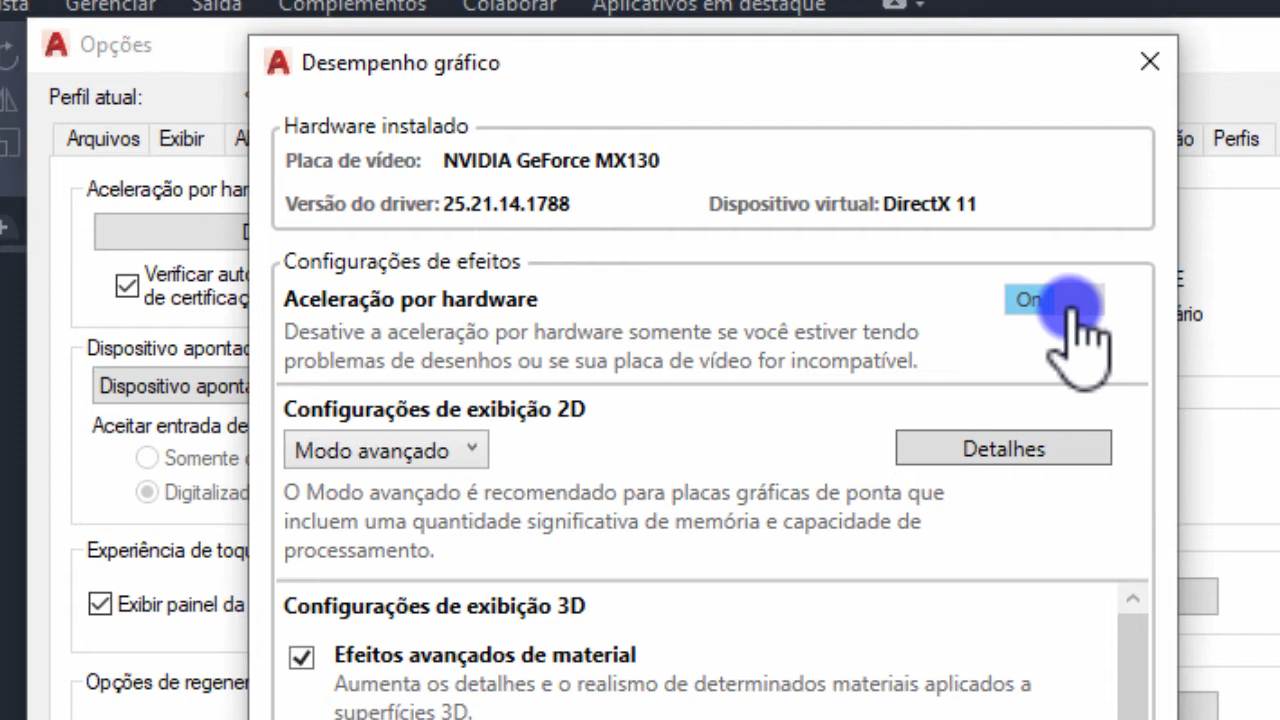 Gerenciar Saída Complementos Colaborar Aplicativos em destaque
Opções
Desempenho gráfico
Perfil atual:
Hardware instalado
Arquivos Exibir Perfis
Placa de vídeo: NVIDIA GeForce MX130
Aceleração por
Versão do driver: 25.21.14.1788 Dispositivo virtual: DirectX 11
Configurações de efeitos
Verificar
de
Aceleração por hardware On
Desative a aceleração por hardware somente se você estiver tendo
problemas de desenhos ou se sua placa de vídeo for incompatível.
Dispositivo
Dispositivo
Configurações de exibição 2D
Aceitar entrada de
Modo avançado Detalhes
Somente
O Modo avançado é recomendado para placas gráficas de ponta que
incluem uma quantidade significativa de memória e capacidade de
processamento.
Experiência de
Exibir painel da
Configurações de exibição 3D
Efeitos avançados de material
Aumenta os detalhes e o realismo de determinados materiais aplicados a
superfícies 3D.
Opções de